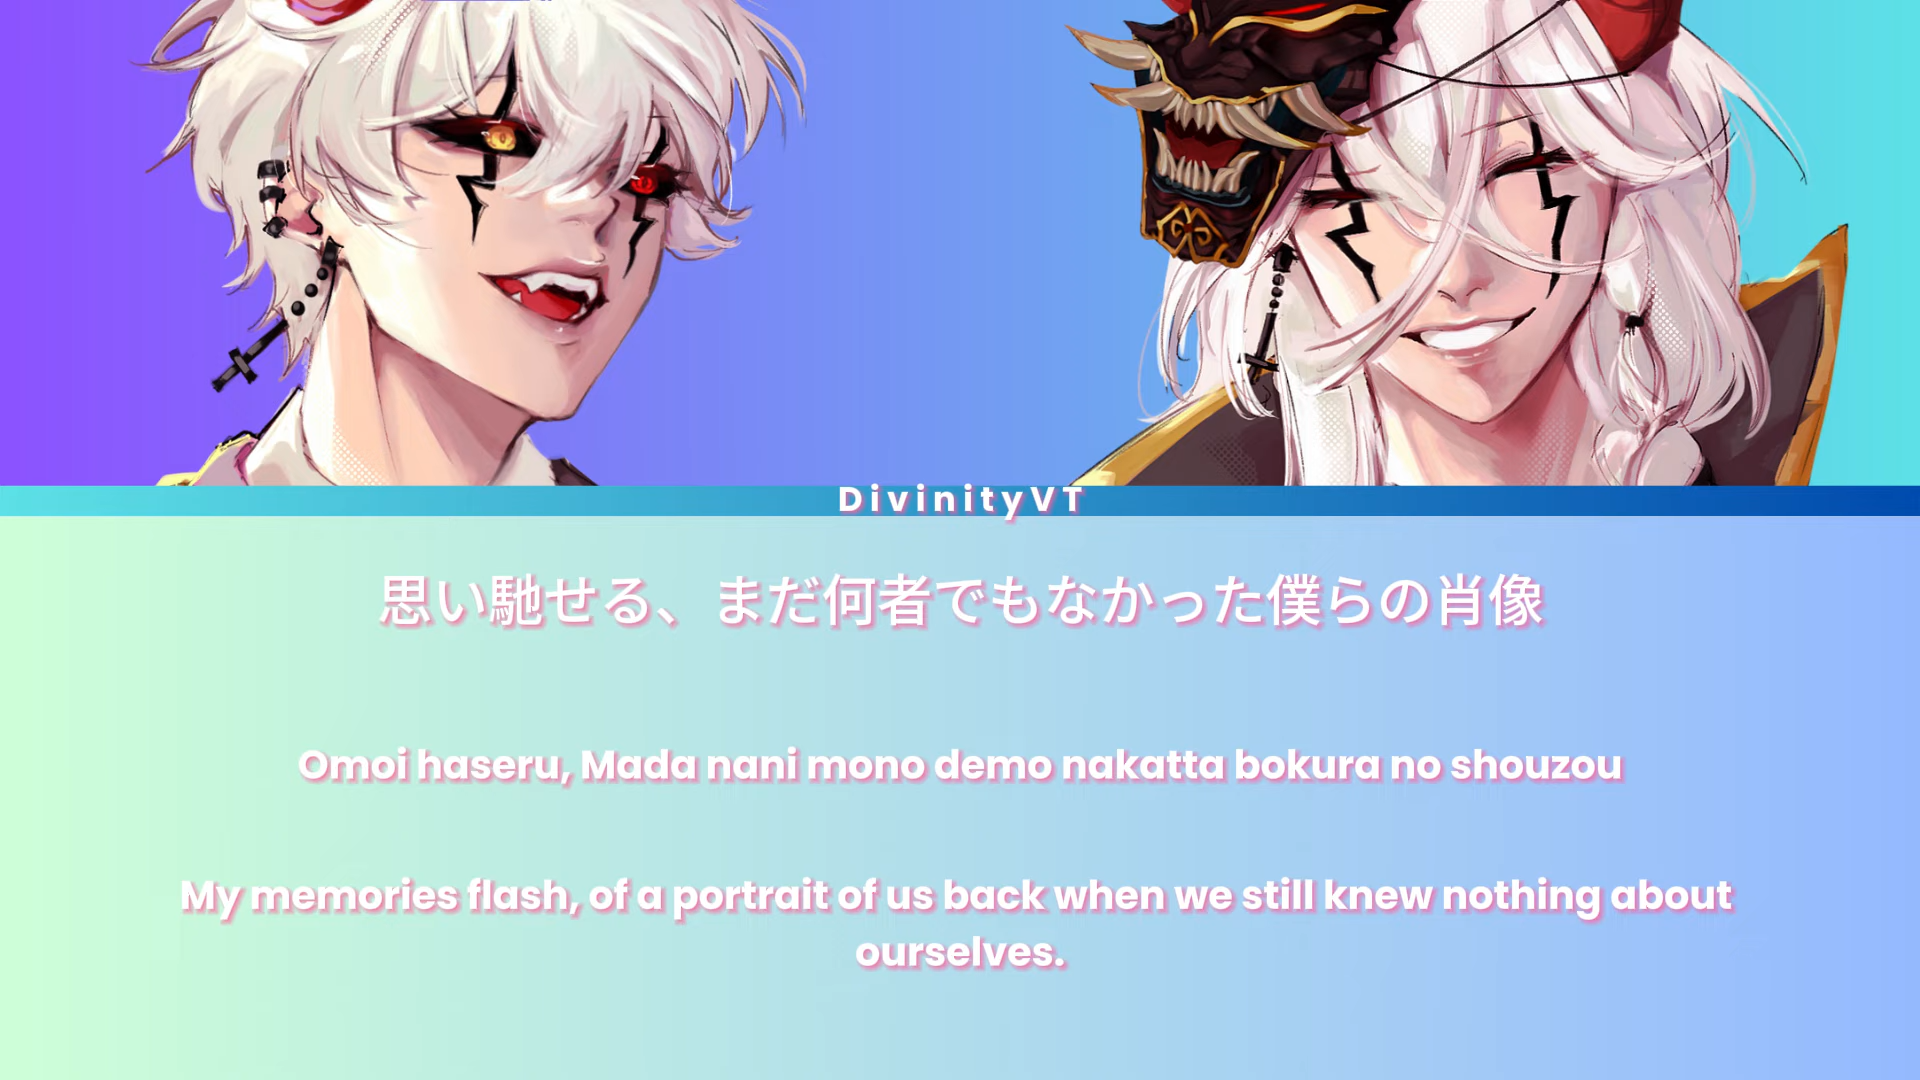 DivinityVT
思い馳せる、まだ何者でもなかった僕らの肖像
Omoi haseru, Mada nani mono demo nakatta bokura no shouzou
My memories flash, of a portrait of us back when we still knew nothing about
ourselves.